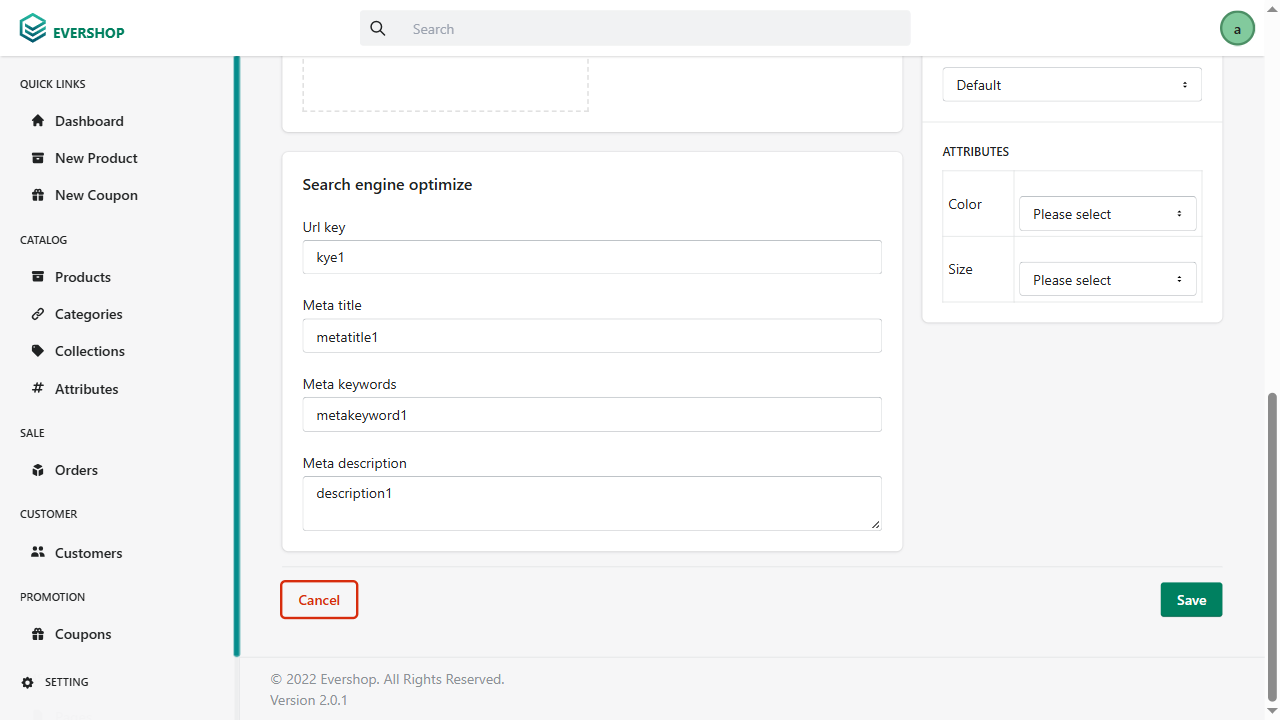 EVERSHOP
Search
a
QUICK LINKS
Dashboard
New Product
New Coupon
CATALOG
Products
Categories
Collections
Attributes
SALE
Orders
CUSTOMER
Customers
PROMOTION
Coupons
SETTING
Search engine optimize
Url key
kye1
Meta title
metatitle1
Meta keywords
metakeyword1
Meta description
description1
Cancel
Save
Default
ATTRIBUTES
Color
Please select
Size
Please select
© 2022 Evershop. All Rights Reserved.
Version 2.0.1